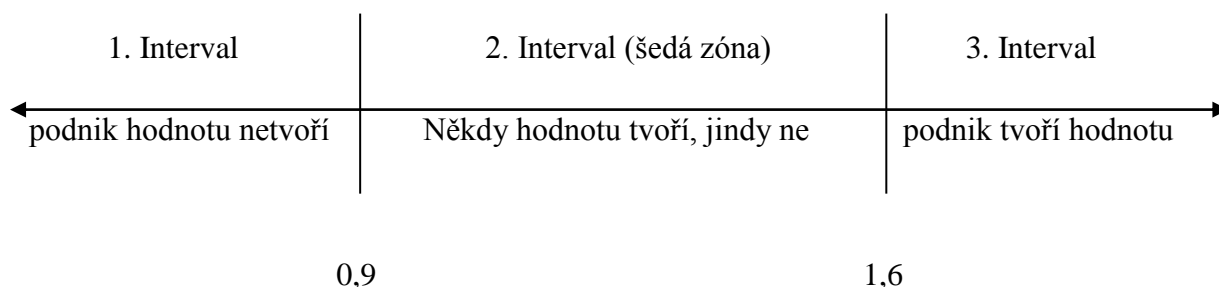 1. Interval 2. Interval (šedá zóna) 3. Interval
podnik hodnotu netvoří Někdy hodnotu tvoří, jindy ne podnik tvoří hodnotu
0,9 1,6